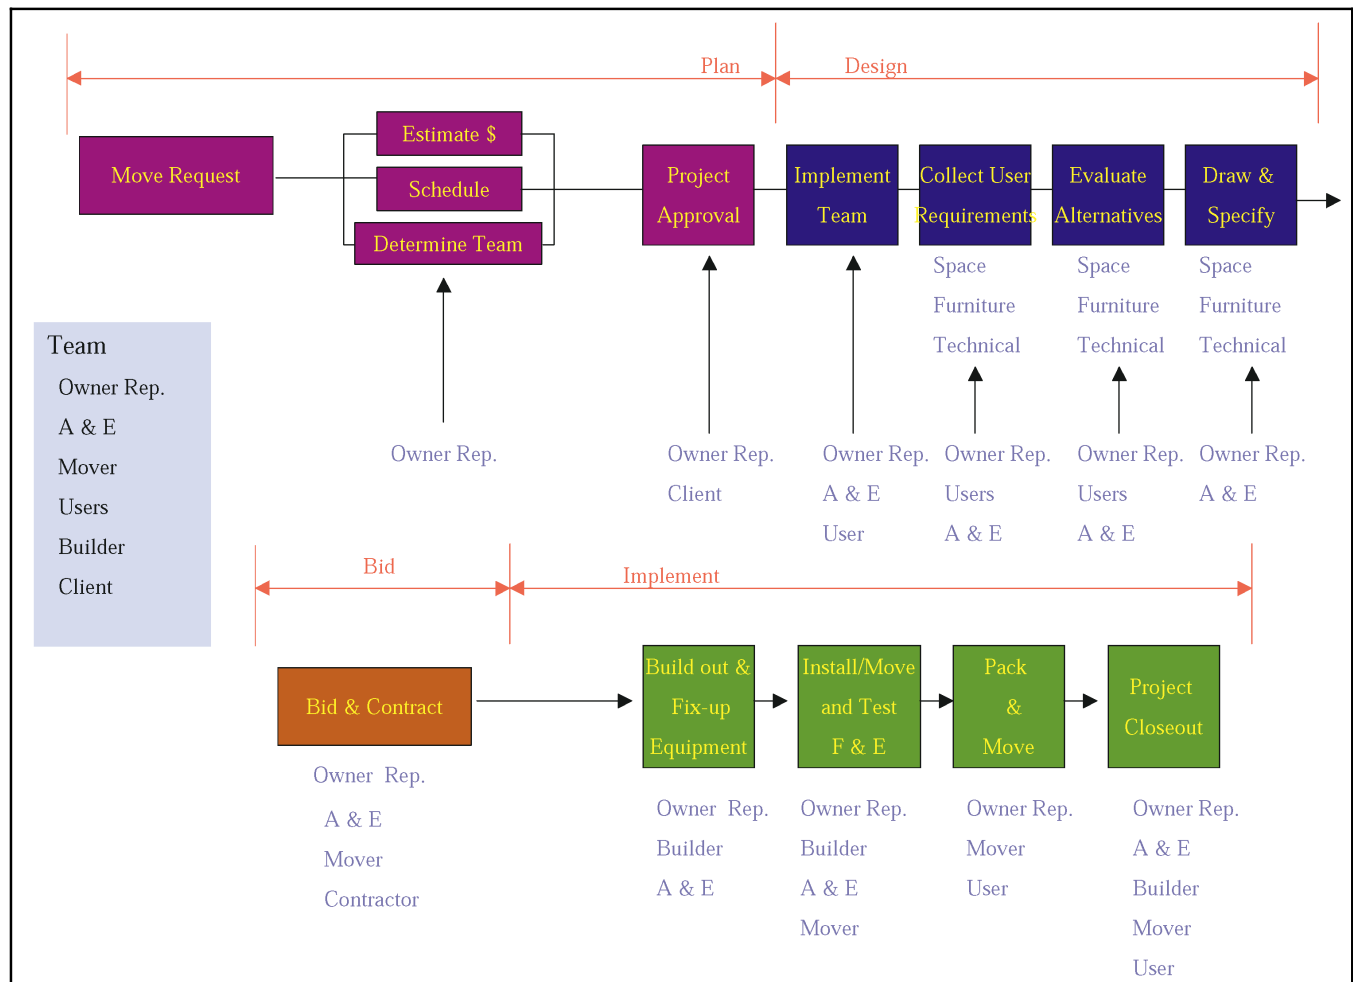 Plan
Design
Move Request
Estimate $
Schedule
Determine Team
Project
Approval
Implement
Team
Collect User
Requirements
Evaluate
Alternatives
Draw &
Specify
Space
Furniture
Technical
Space
Furniture
Technical
Space
Furniture
Technical
Owner Rep.
Owner Rep.
Client
Owner Rep.
A & E
User
Owner Rep.
Users
A & E
Owner Rep.
Users
A & E
Owner Rep.
A & E
Team
Owner Rep.
A & E
Mover
Users
Builder
Client
Bid
Implement
Bid & Contract
Owner Rep.
A & E
Mover
Contractor
Build out &
Fix-up
Equipment
Owner Rep.
Builder
A & E
Install/Move
and Test
F & E
Owner Rep.
Builder
A & E
Mover
Pack
&
Move
Owner Rep.
Mover
User
Project
Closeout
Owner Rep.
A & E
Builder
Mover
User